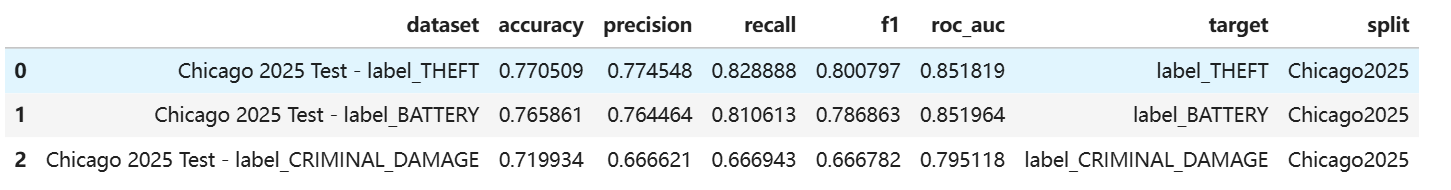 dataset accuracy precision recall f1 roc_auc target split
0 Chicago 2025 Test - label_THEFT 0.770509 0.774548 0.828888 0.800797 0.851819 label_THEFT Chicago2025
1 Chicago 2025 Test - label_BATTERY 0.765861 0.764464 0.810613 0.786863 0.851964 label_BATTERY Chicago2025
2 Chicago 2025 Test - label_CRIMINAL_DAMAGE 0.719934 0.666621 0.666943 0.666782 0.795118 label_CRIMINAL_DAMAGE Chicago2025